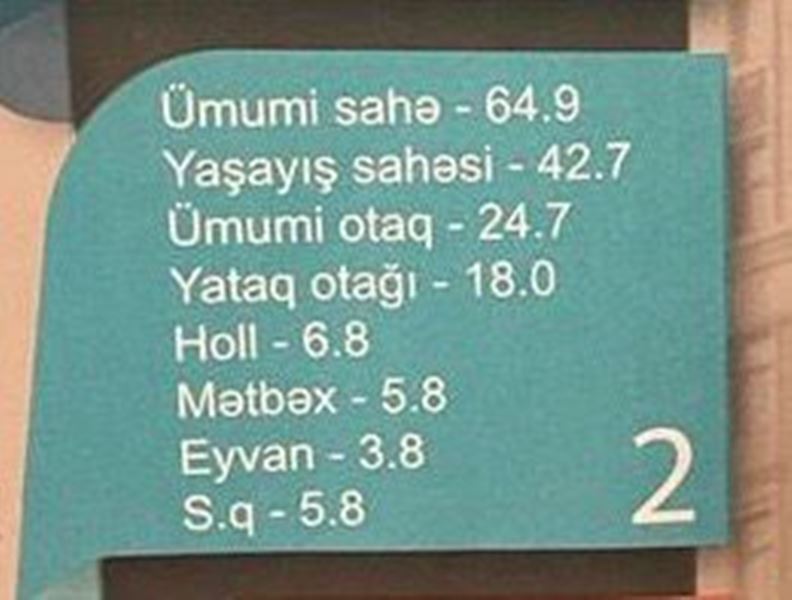 Ümumi sahə - 64.9
Yaşayış sahəsi - 42.7
Ümumi otaq - 24.7
Yataq otağı - 18.0
Holl - 6.8
Mətbəx - 5.8
Eyvan - 3.8
S.q - 5.8
2